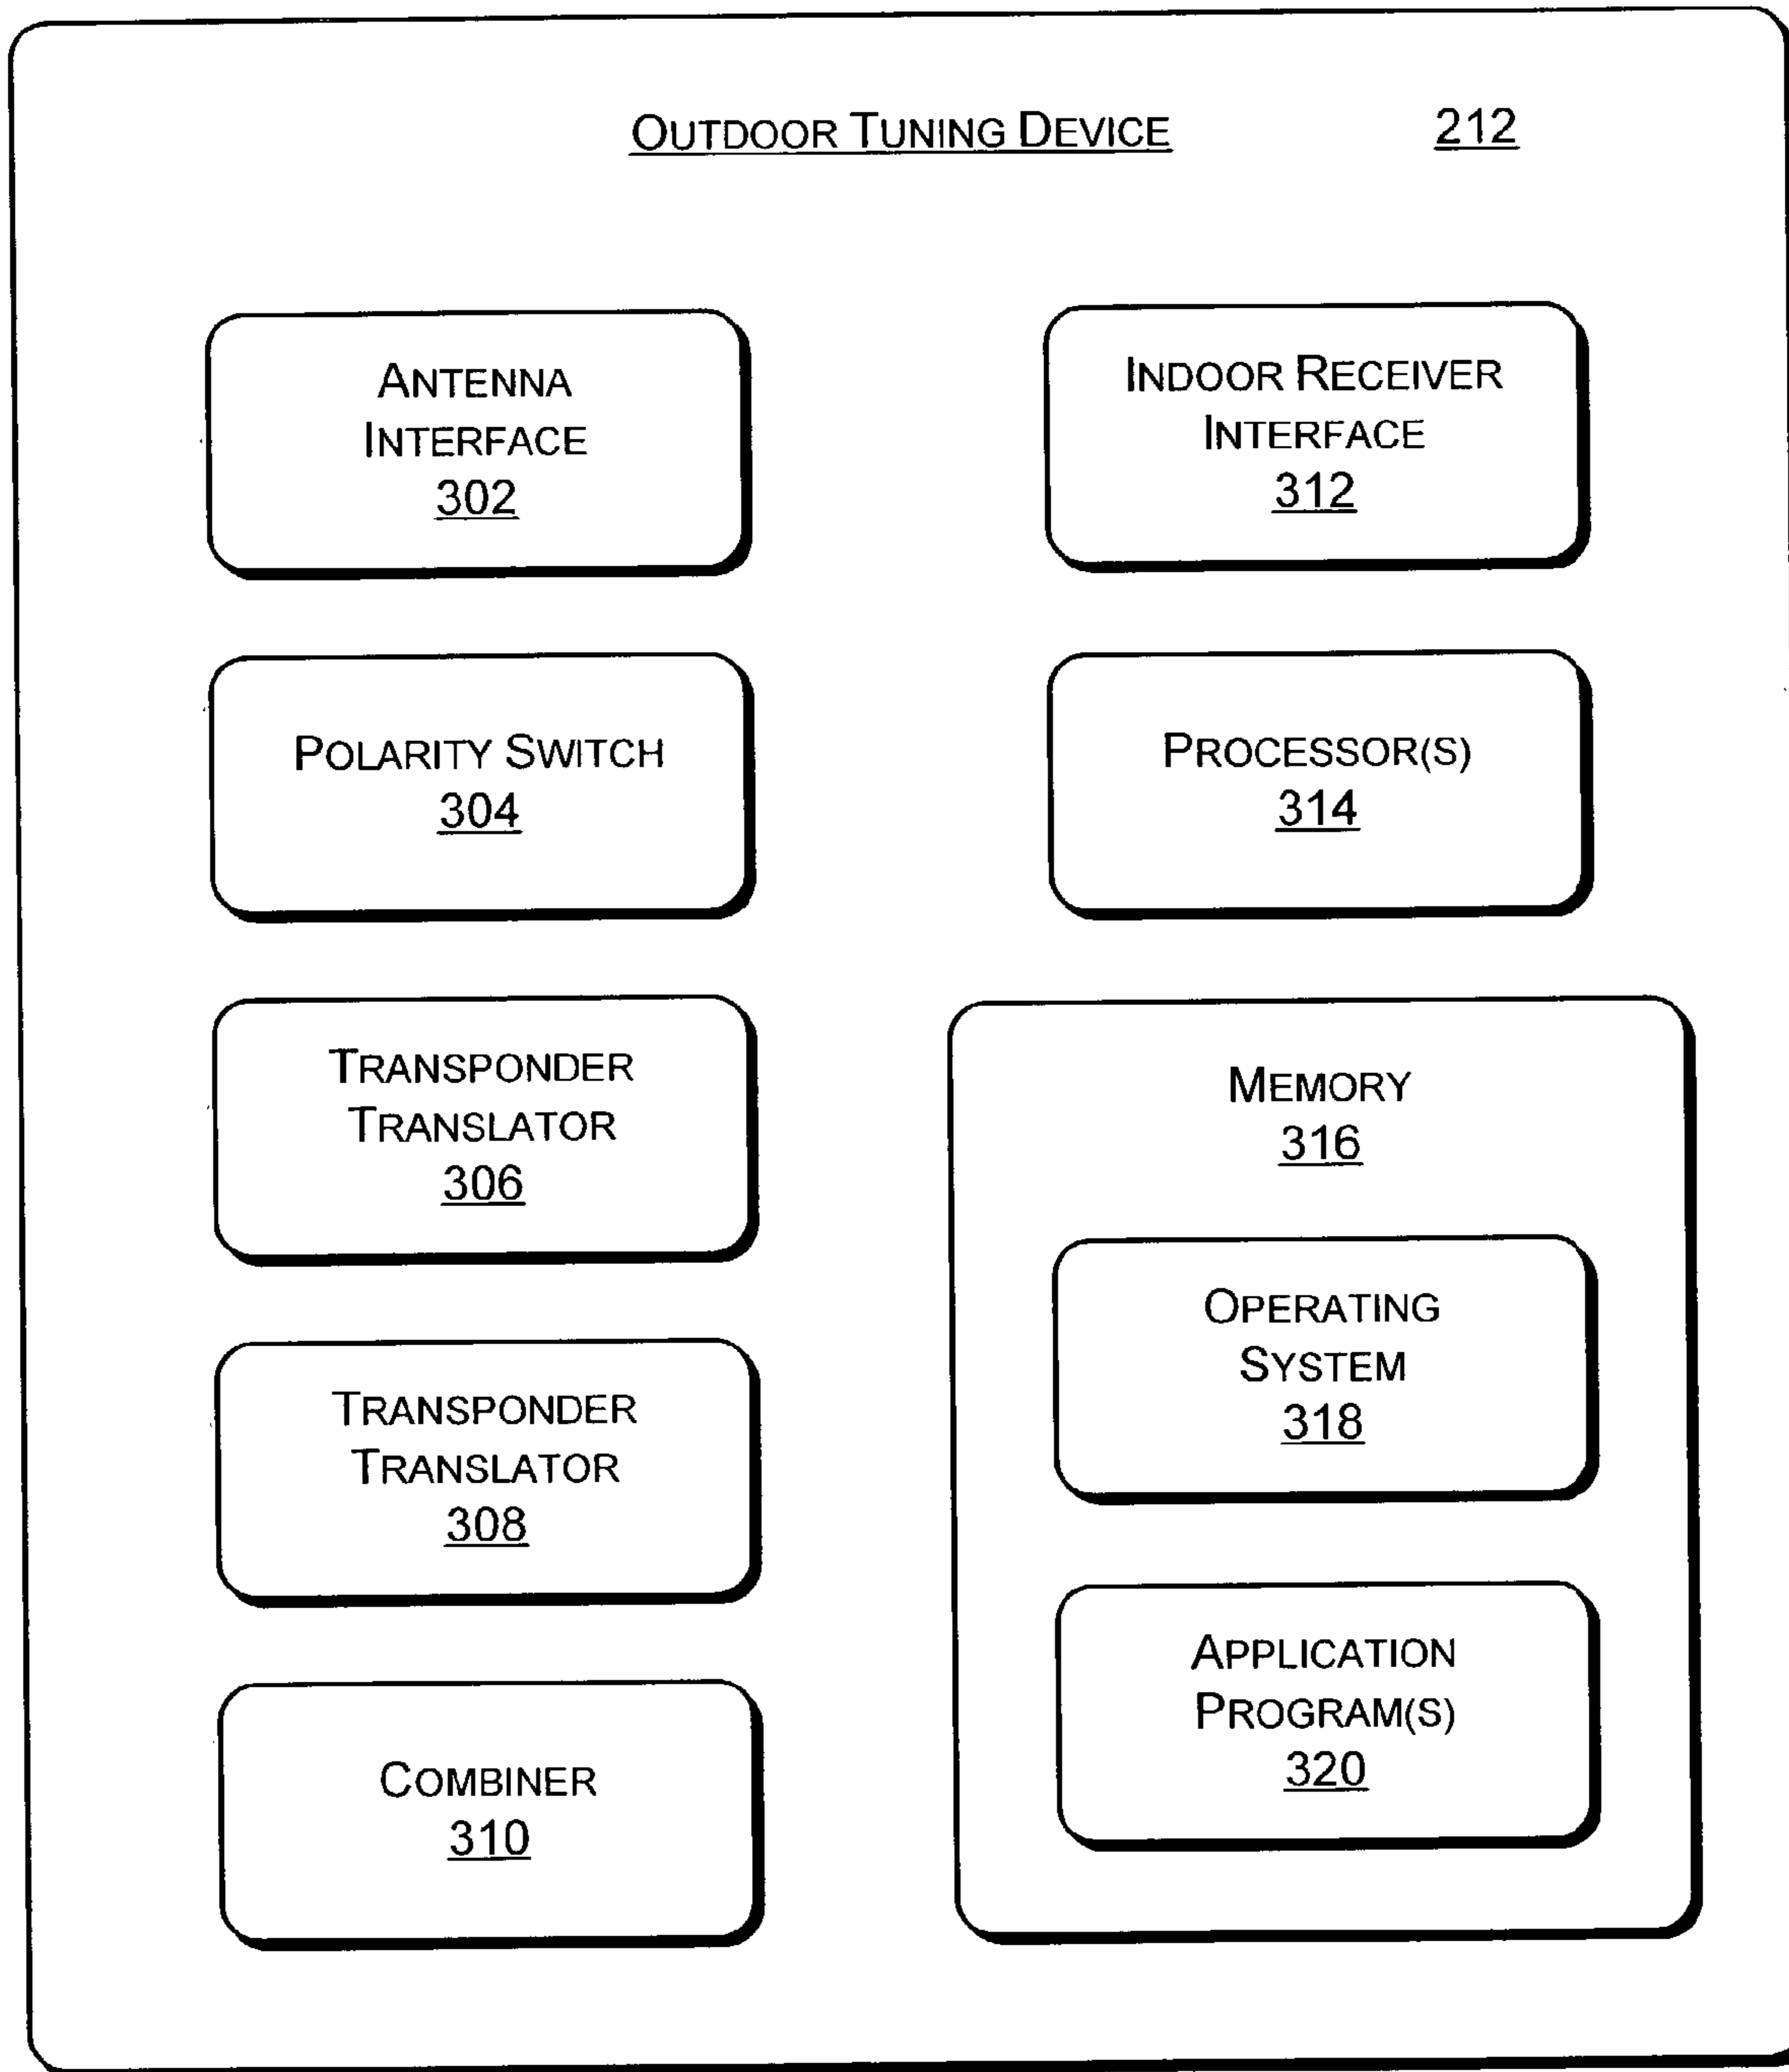 OUTDOOR TUNING DEVICE 212
ANTENNA
INTERFACE
302
POLARITY SWITCH
304
TRANSPONDER
TRANSLATOR
306
TRANSPONDER
TRANSLATOR
308
COMBINER
310
INDOOR RECEIVER
INTERFACE
312
PROCESSOR(S)
314
MEMORY
316
OPERATING
SYSTEM
318
APPLICATION
PROGRAM(S)
320